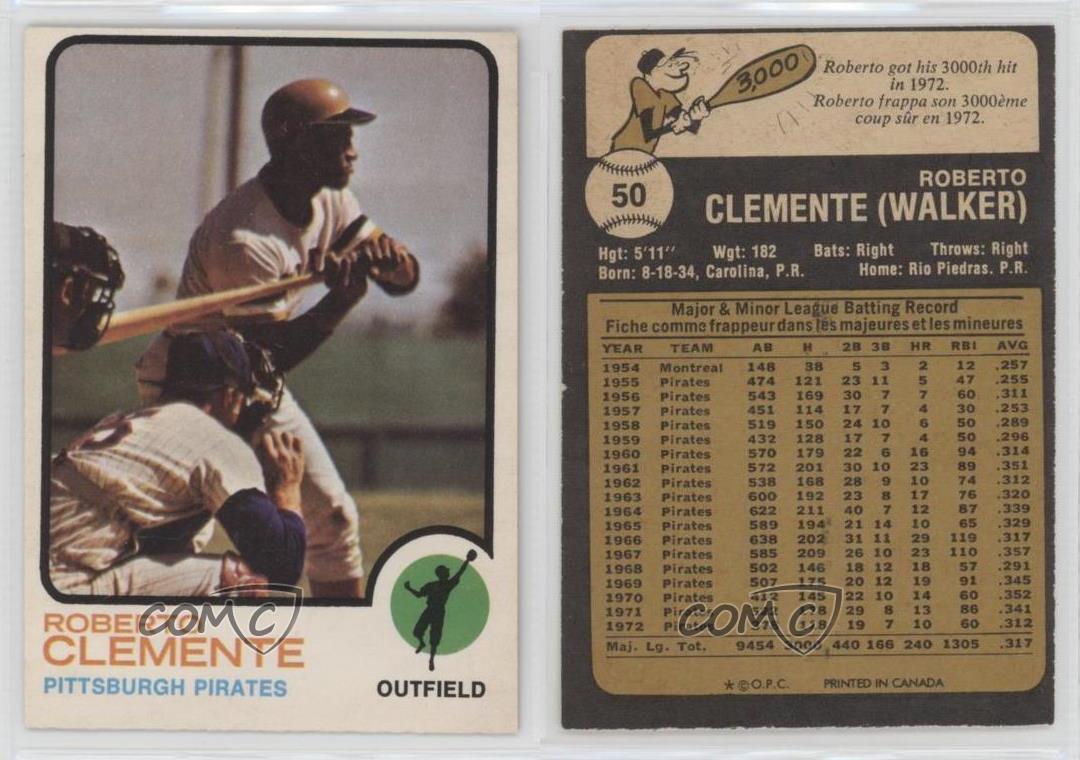 ROBERTO
CLEMENTE
PITTSBURGH PIRATES
OUTFIELD
COMC
3,000
Roberto got his 3000th hit
in 1972.
Roberto frappa son 3000ème
coup sûr en 1972.
50
ROBERTO
CLEMENTE (WALKER)
Hgt: 5'11" Wgt: 182 Bats: Right Throws: Right
Born: 8-18-34, Carolina, P.R. Home: Rio Piedras. P.R.
Major & Minor League Batting Record
Fiche comme frappeur dans les majeures et les mineures
YEAR TEAM AB H 2B 3B HR RBI AVG
1954 Montreal 148 38 5 3 2 12 .257
1955 Pirates 474 121 23 11 5 47 .255
1956 Pirates 543 169 30 7 7 60 .311
1957 Pirates 451 114 17 7 4 30 .253
1958 Pirates 519 150 24 10 6 50 .289
1959 Pirates 432 128 17 7 4 50 .296
1960 Pirates 570 179 22 6 16 94 .314
1961 Pirates 572 201 30 10 23 89 .351
1962 Pirates 538 168 28 9 10 74 .312
1963 Pirates 600 192 23 8 17 76 .320
1964 Pirates 622 211 40 7 12 87 .339
1965 Pirates 589 194 21 14 10 65 .329
1966 Pirates 638 202 31 11 29 119 .317
1967 Pirates 585 209 26 10 23 110 .357
1968 Pirates 502 146 18 12 18 57 .291
1969 Pirates 507 175 20 12 19 91 .345
1970 Pirates 412 145 22 10 14 60 .352
1971 Pirates 29 8 13 86 .341
1972 Pirates 118 19 7 10 60 .312
Maj. Lg. Tot. 9454 3000 440 166 240 1305 .317
COMC
* © O.P.C. PRINTED IN CANADA